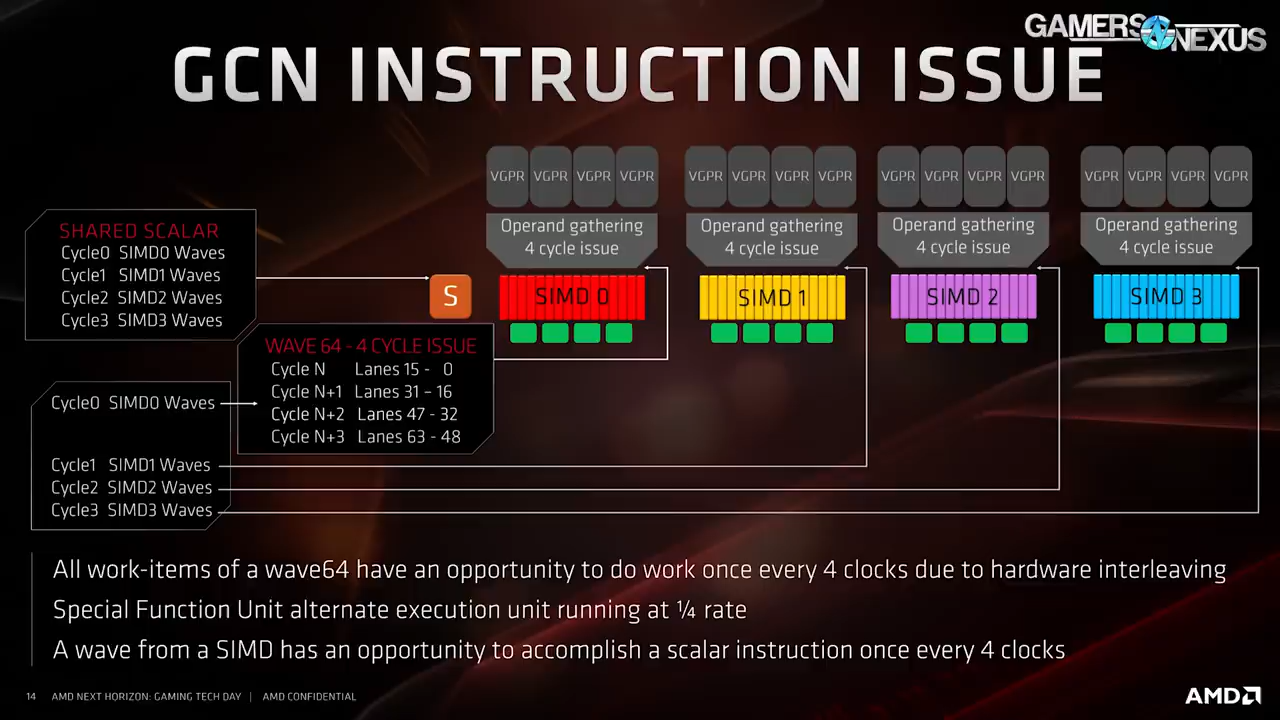 GAMERS NEXUS
GCN INSTRUCTION ISSUE
VGPR VGPR VGPR VGPR
VGPR VGPR VGPR VGPR
VGPR VGPR VGPR VGPR
VGPR VGPR VGPR VGPR
Operand gathering
4 cycle issue
Operand gathering
4 cycle issue
Operand gathering
4 cycle issue
Operand gathering
4 cycle issue
SHARED SCALAR
Cycle0 SIMD0 Waves
Cycle1 SIMD1 Waves
Cycle2 SIMD2 Waves
Cycle3 SIMD3 Waves
S
SIMD 0
SIMD 1
SIMD 2
SIMD 3
WAVE 64 - 4 CYCLE ISSUE
Cycle N Lanes 15 - 0
Cycle N+1 Lanes 31 – 16
Cycle N+2 Lanes 47 - 32
Cycle N+3 Lanes 63 - 48
Cycle0 SIMD0 Waves
Cycle1 SIMD1 Waves
Cycle2 SIMD2 Waves
Cycle3 SIMD3 Waves
All work-items of a wave64 have an opportunity to do work once every 4 clocks due to hardware interleaving
Special Function Unit alternate execution unit running at ¼ rate
A wave from a SIMD has an opportunity to accomplish a scalar instruction once every 4 clocks
14 AMD NEXT HORIZON: GAMING TECH DAY | AMD CONFIDENTIAL
AMD